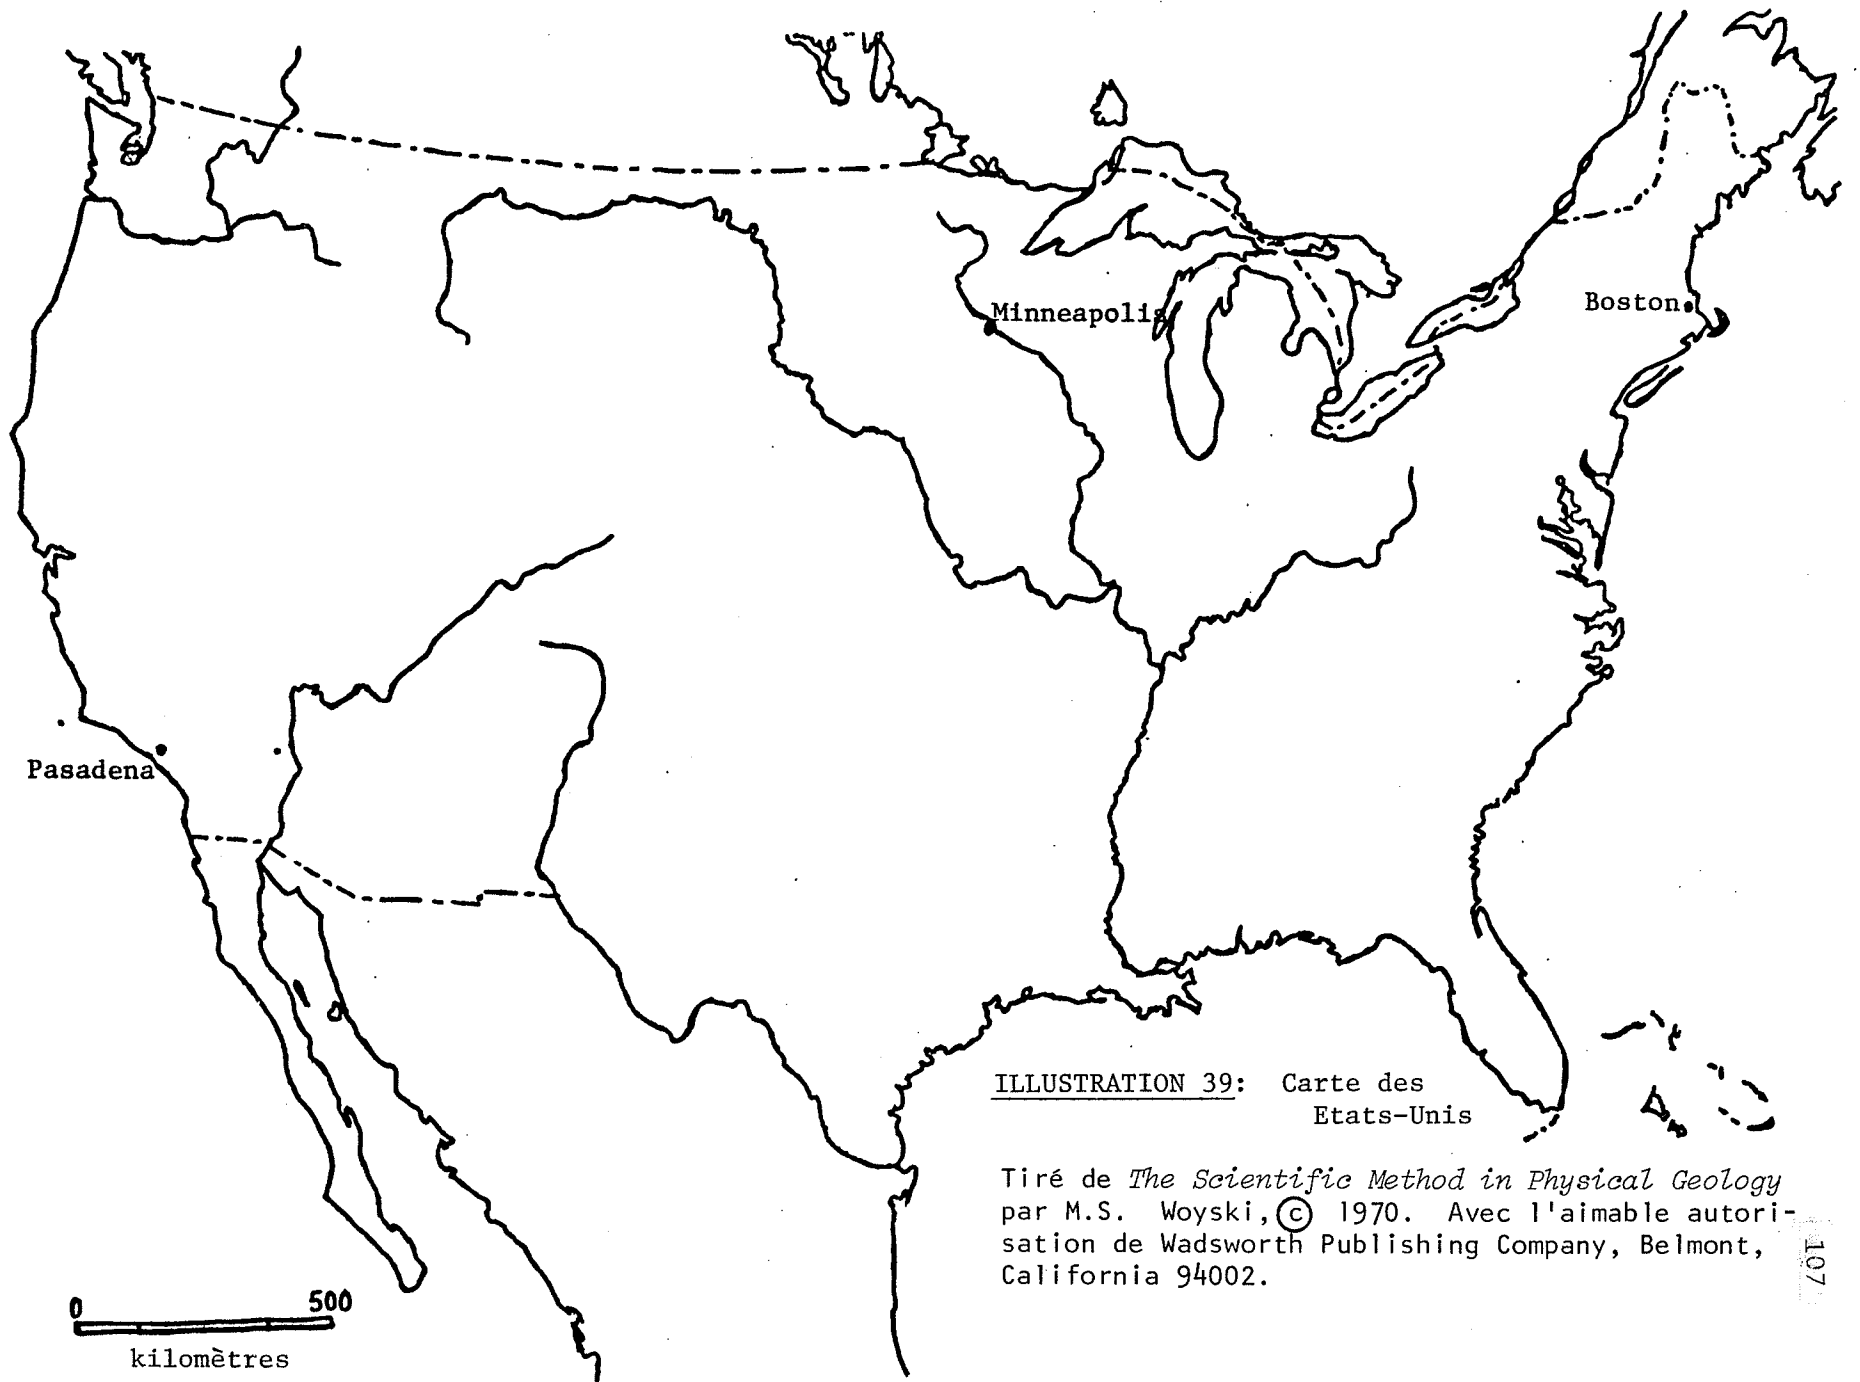 Minneapolis
Boston
Pasadena
ILLUSTRATION 39: Carte des
Etats-Unis
Tiré de The Scientific Method in Physical Geology
par M.S. Woyski, © 1970. Avec l'aimable autori-
sation de Wadsworth Publishing Company, Belmont,
California 94002.
107
0 500
kilomètres